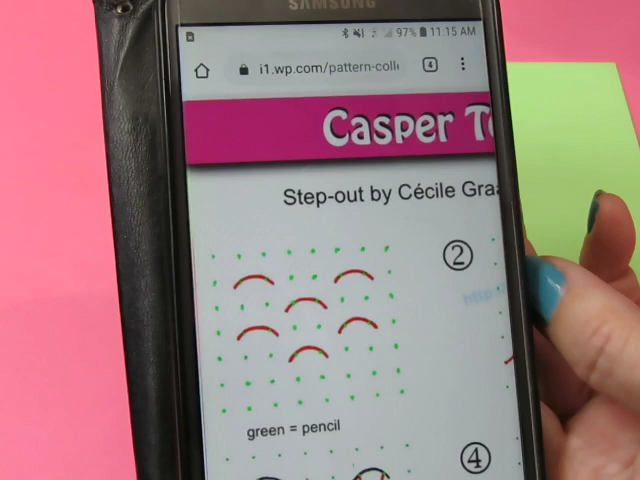 SAMSUNG
97% 11:15 AM
i1.wp.com/pattern-coll
4
Casper
Step-out by Cécile
②
http
green = pencil
④